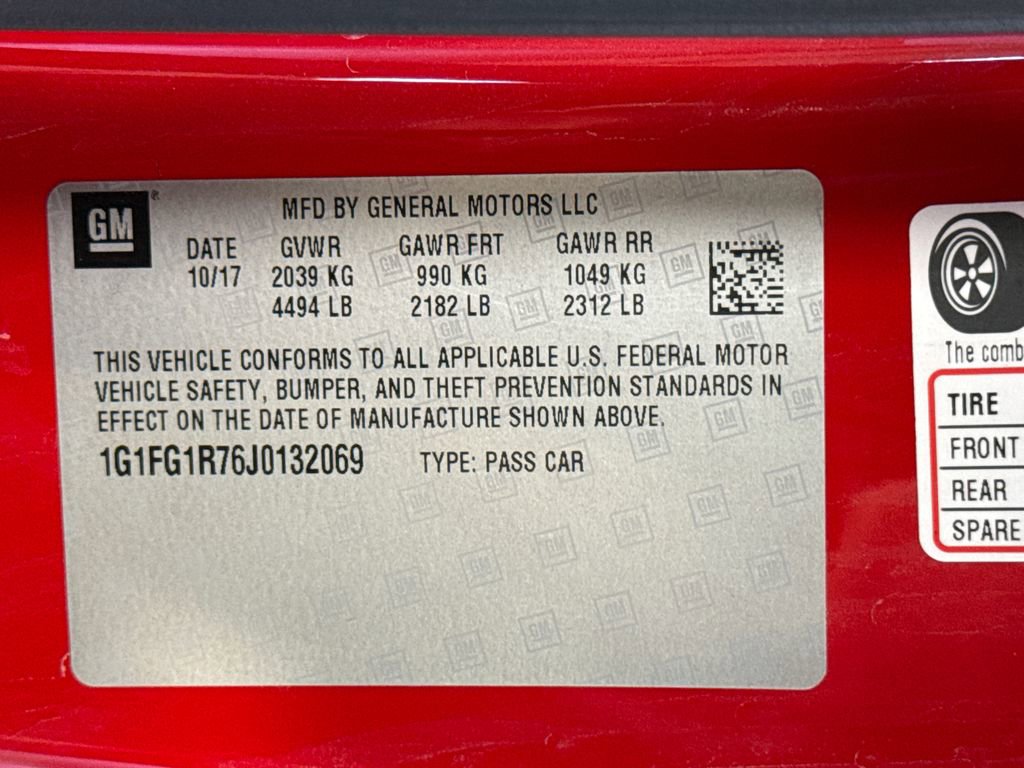 GM
MFD BY GENERAL MOTORS LLC
DATE GVWR GAWR FRT GAWR RR
10/17 2039 KG 990 KG 1049 KG
4494 LB 2182 LB 2312 LB
THIS VEHICLE CONFORMS TO ALL APPLICABLE U.S. FEDERAL MOTOR
VEHICLE SAFETY, BUMPER, AND THEFT PREVENTION STANDARDS IN
EFFECT ON THE DATE OF MANUFACTURE SHOWN ABOVE.
1G1FG1R76J0132069 TYPE: PASS CAR
The comb
TIRE
FRONT
REAR
SPARE